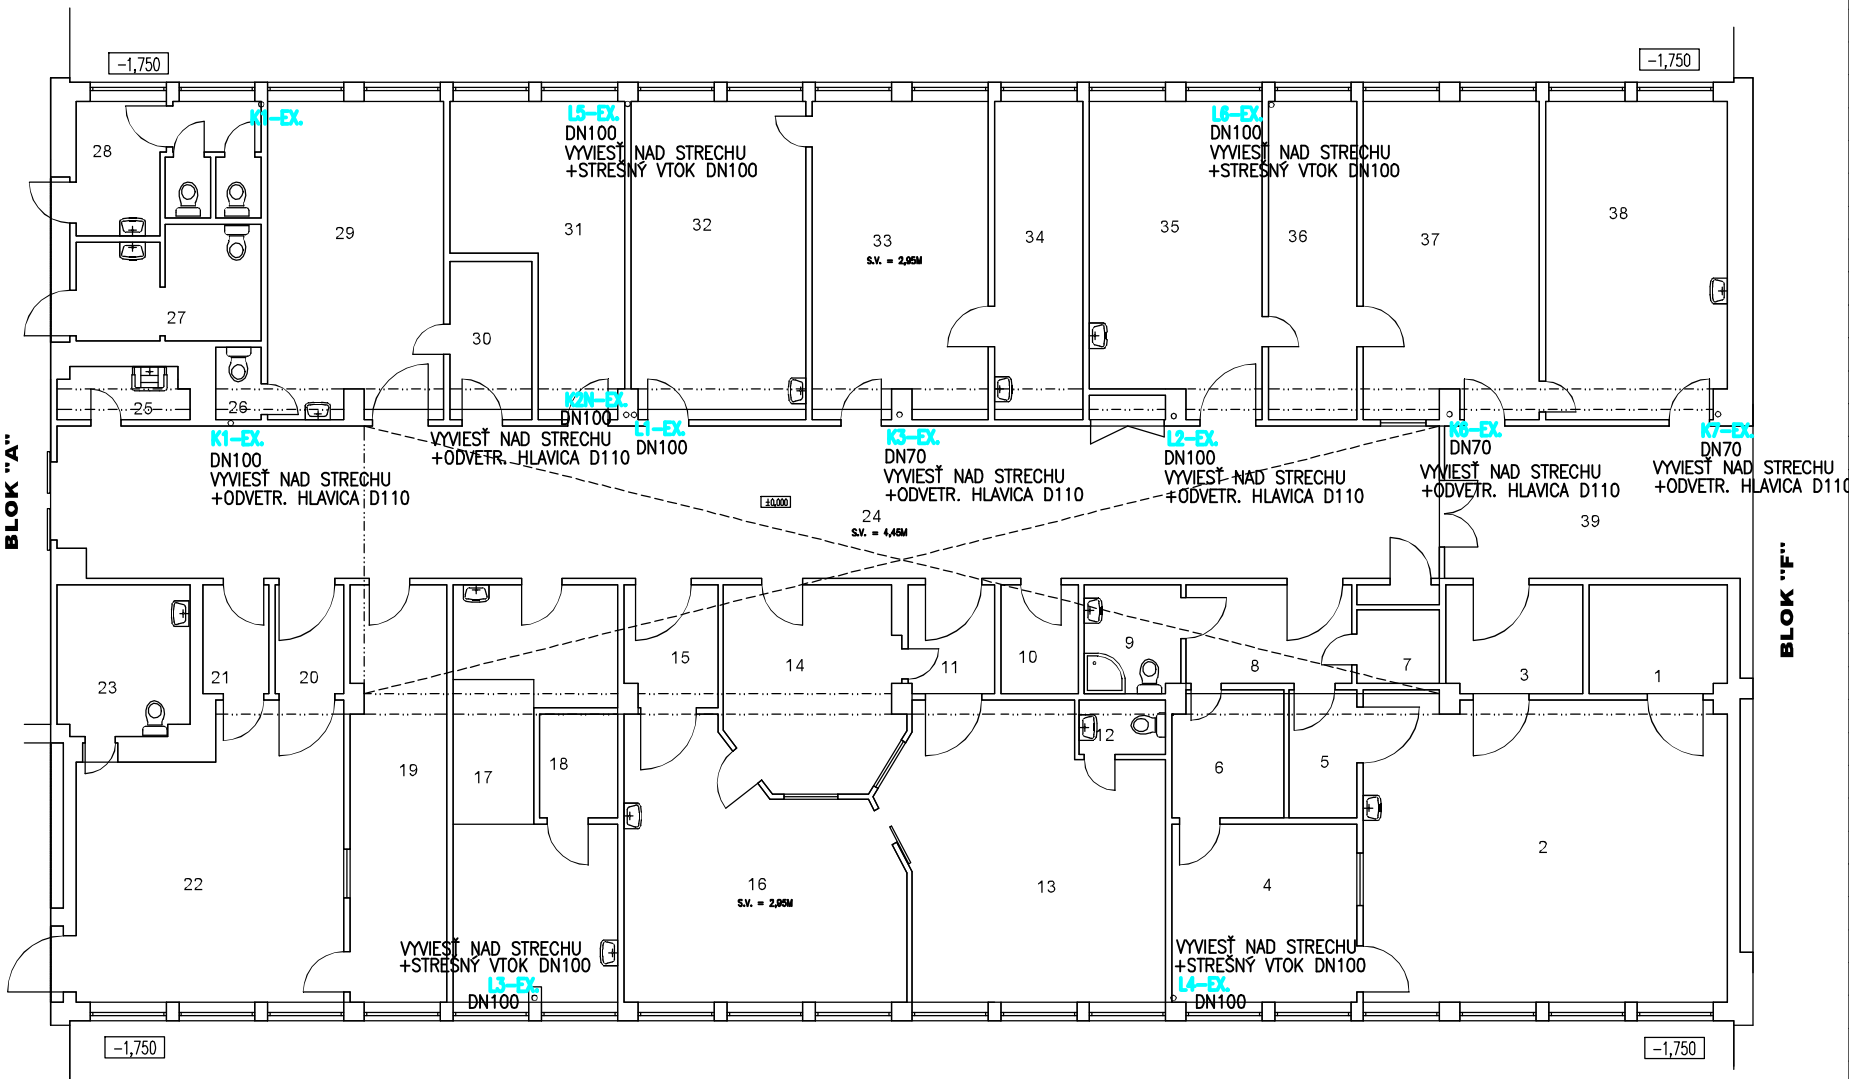 −1,750
−1,750
K1−EX.
L5−EX.
DN100
VYVIESŤ NAD STRECHU
+STREŠNÝ VTOK DN100
L6−EX.
DN100
VYVIESŤ NAD STRECHU
+STREŠNÝ VTOK DN100
28
29
31
32
33
S.V. = 2,95M
34
35
36
37
38
27
30
25
26
K1−EX.
DN100
VYVIESŤ NAD STRECHU
+ODVETR. HLAVICA D110
K2N−EX.
DN100
VYVIESŤ NAD STRECHU
+ODVETR. HLAVICA D110
L1−EX.
DN100
K3−EX.
DN70
VYVIESŤ NAD STRECHU
+ODVETR. HLAVICA D110
L2−EX.
DN100
VYVIESŤ NAD STRECHU
+ODVETR. HLAVICA D110
K6−EX.
DN70
VYVIESŤ NAD STRECHU
+ODVETR. HLAVICA D110
K7−EX.
DN70
VYVIESŤ NAD STRECHU
+ODVETR. HLAVICA D110
BLOK "A"
±0,000
24
S.V. = 4,45M
39
BLOK "F"
23
21
20
15
14
11
10
9
8
7
3
1
19
17
18
12
6
5
22
16
S.V. = 2,95M
13
4
2
VYVIESŤ NAD STRECHU
+STREŠNÝ VTOK DN100
L3−EX.
DN100
VYVIESŤ NAD STRECHU
+STREŠNÝ VTOK DN100
L4−EX.
DN100
−1,750
−1,750